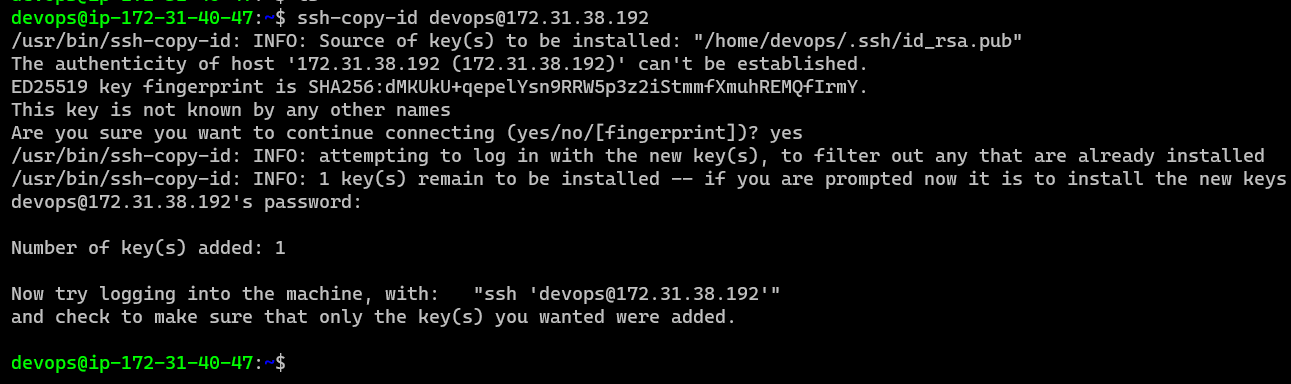 devops@ip-172-31-40-47:~$ ssh-copy-id devops@172.31.38.192
/usr/bin/ssh-copy-id: INFO: Source of key(s) to be installed: "/home/devops/.ssh/id_rsa.pub"
The authenticity of host '172.31.38.192 (172.31.38.192)' can't be established.
ED25519 key fingerprint is SHA256:dMKUkU+qepelYsn9RRW5p3z2iStmmfXmuhREMQfIrmY.
This key is not known by any other names
Are you sure you want to continue connecting (yes/no/[fingerprint])? yes
/usr/bin/ssh-copy-id: INFO: attempting to log in with the new key(s), to filter out any that are already installed
/usr/bin/ssh-copy-id: INFO: 1 key(s) remain to be installed -- if you are prompted now it is to install the new keys
devops@172.31.38.192's password:
Number of key(s) added: 1
Now try logging into the machine, with:   "ssh 'devops@172.31.38.192'"
and check to make sure that only the key(s) you wanted were added.
devops@ip-172-31-40-47:~$